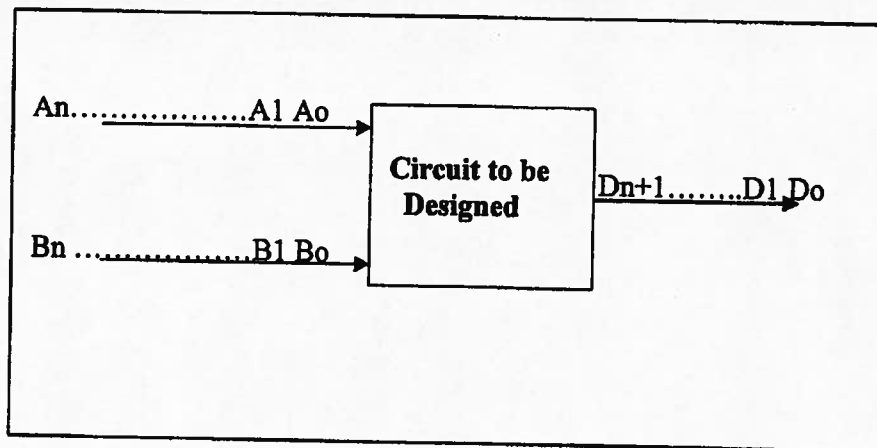 An...................A1 Ao
Circuit to be
Designed
Dn+1........D1 Do
Bn ..................B1 Bo